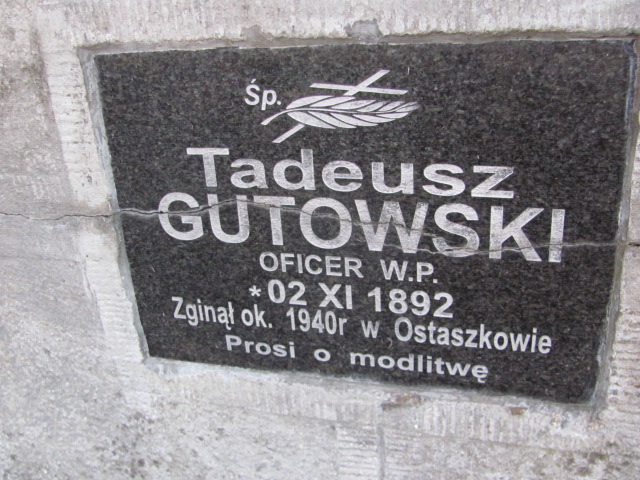 Śp.
Tadeusz
GUTOWSKI
OFICER W.P.
* 02 XI 1892
Zginął ok. 1940r w Ostaszkowie
Prosi o modlitwę